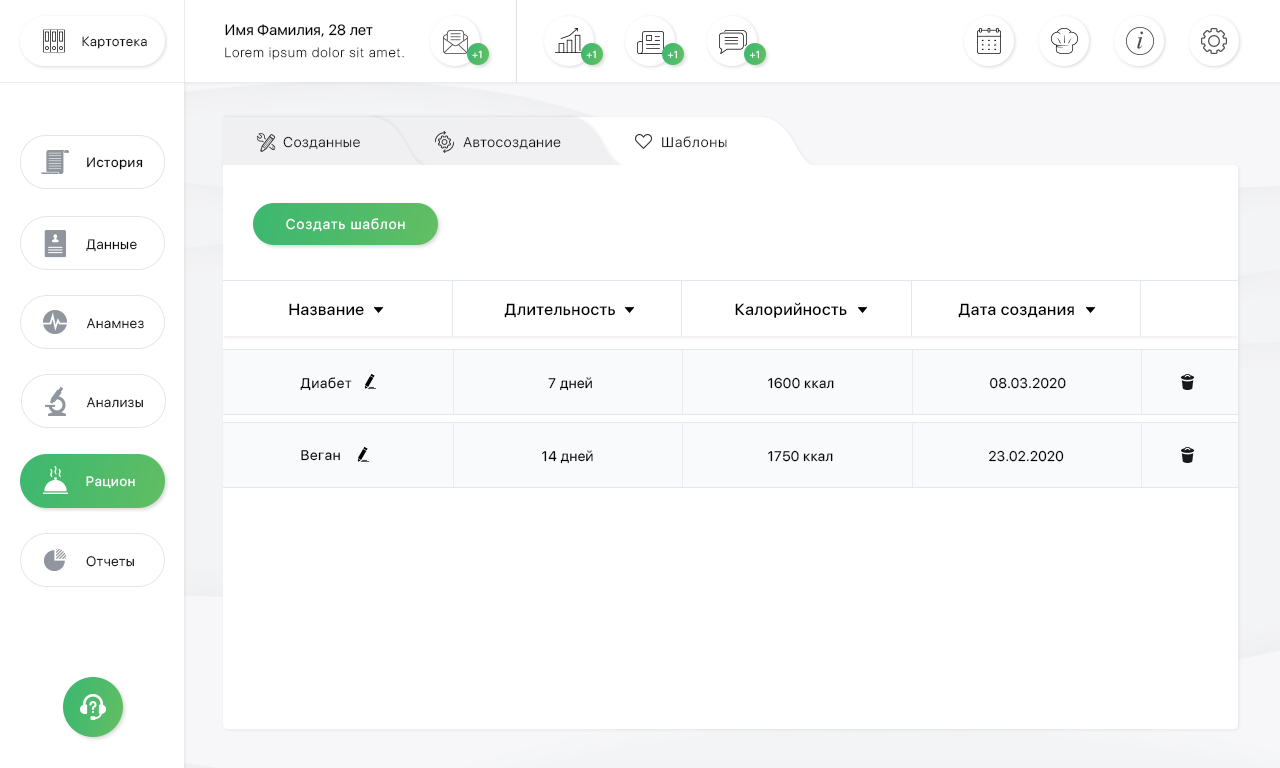 Картотека
Имя Фамилия, 28 лет
Lorem ipsum dolor sit amet.
+1
+1
+1
+1
i
История
Данные
Анамнез
Анализы
Рацион
Отчеты
?
Созданные
Автосоздание
Шаблоны
Создать шаблон
Название Длительность Калорийность Дата создания
Диабет 7 дней 1600 ккал 08.03.2020
Веган 14 дней 1750 ккал 23.02.2020